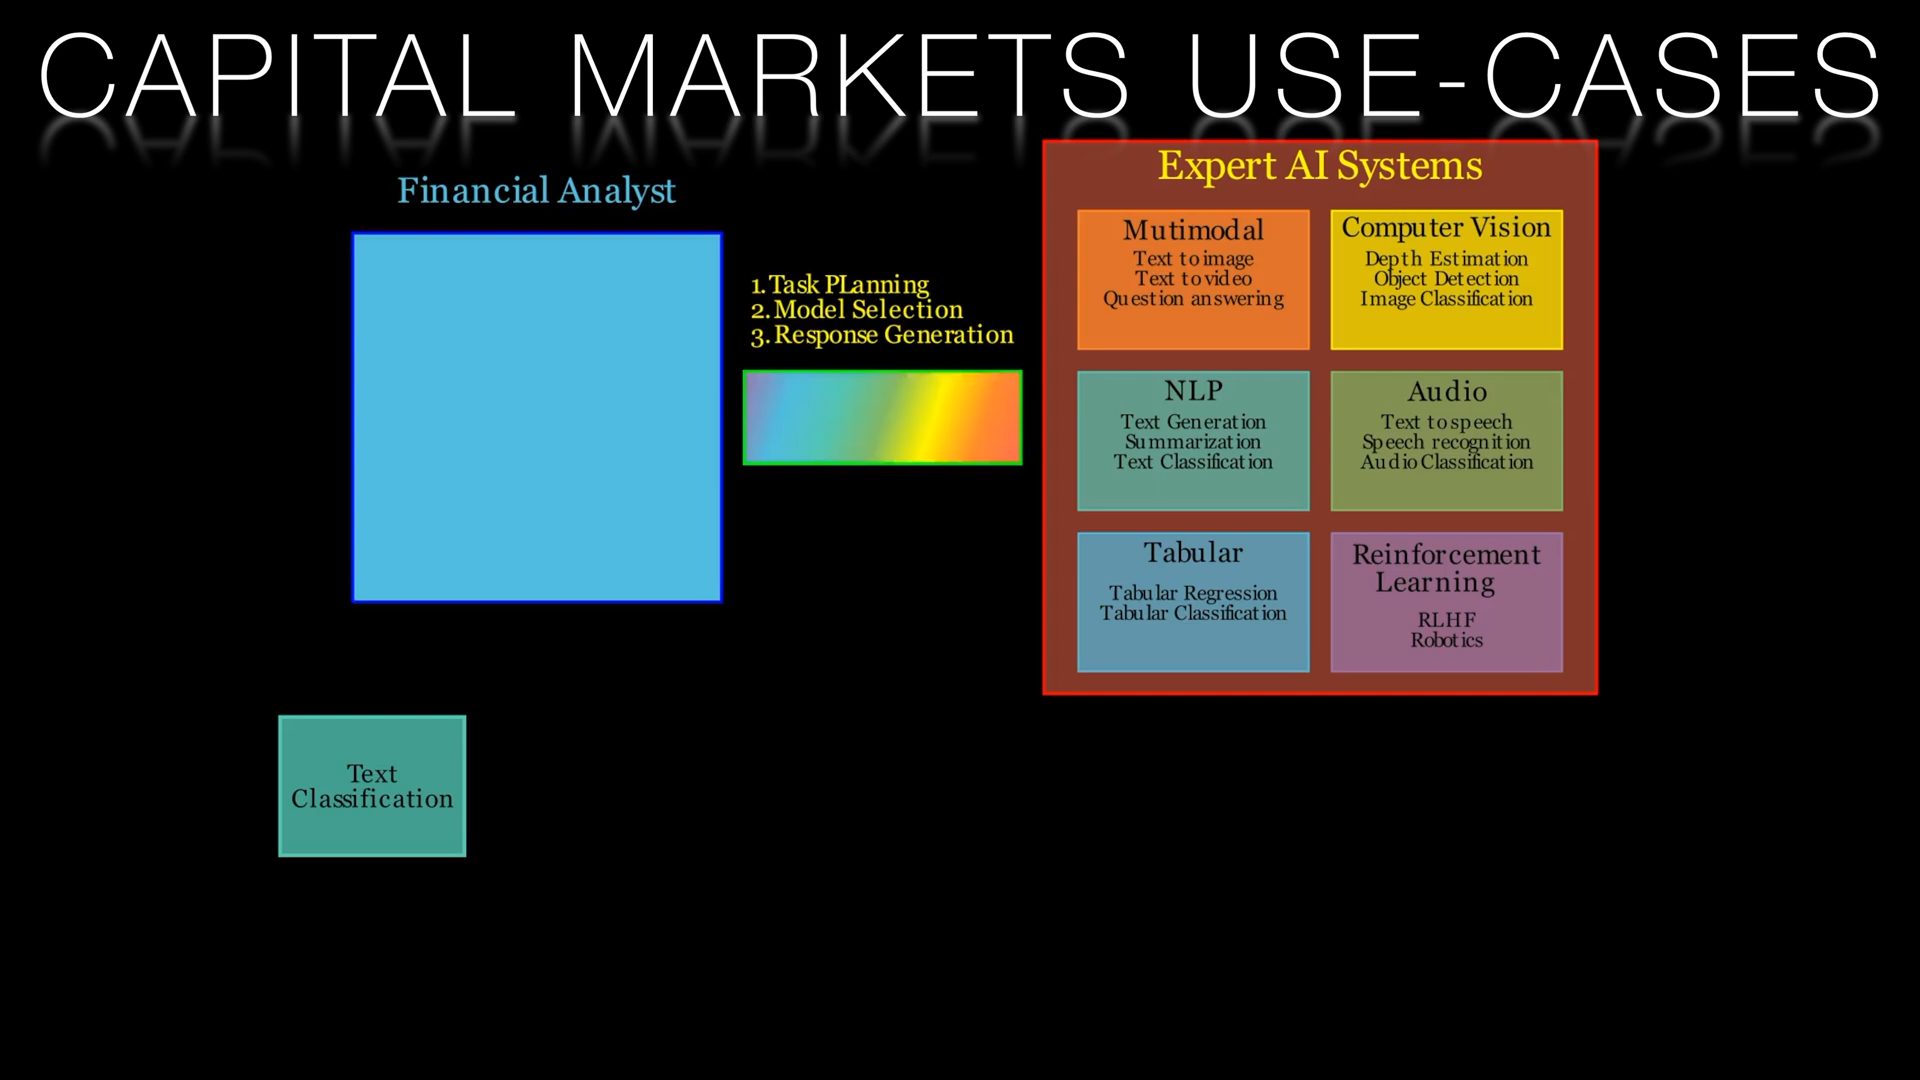 CAPITAL MARKETS USE-CASES
Financial Analyst
1. Task PLanning
2. Model Selection
3. Response Generation
Expert AI Systems
Mutimodal
Text to image
Text to video
Question answering
Computer Vision
Depth Estimation
Object Detection
Image Classification
NLP
Text Generation
Summarization
Text Classification
Audio
Text to speech
Speech recognition
Audio Classification
Tabular
Tabular Regression
Tabular Classification
Reinforcement
Learning
RLHF
Robotics
Text
Classification